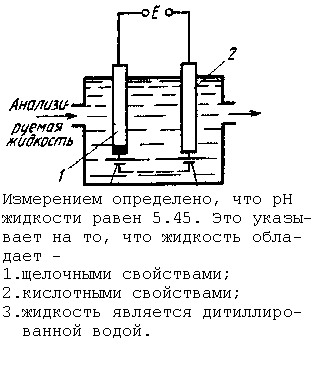 E
2
Анализи-
руемая
жидкость
1
Измерением определено, что pH
жидкости равен 5.45. Это указы-
вает на то, что жидкость обла-
дает -
1.щелочными свойствами;
2.кислотными свойствами;
3.жидкость является дитиллиро-
ванной водой.